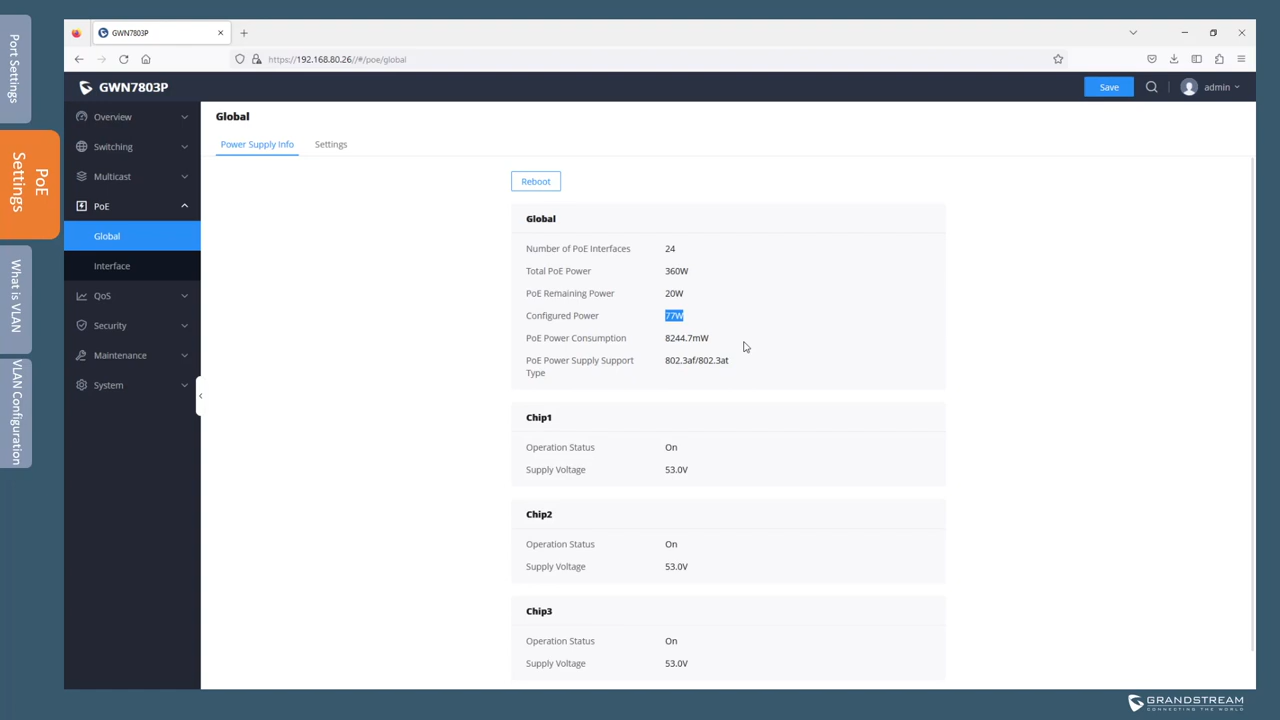 Port Settings
PoE
Settings
What is VLAN
VLAN Configuration
GWN7803P
https://192.168.80.26//#/poe/global
GWN7803P
Save
admin
Overview
Switching
Multicast
PoE
Global
Interface
QoS
Security
Maintenance
System
Global
Power Supply Info
Settings
Reboot
Global
Number of PoE Interfaces 24
Total PoE Power 360W
PoE Remaining Power 20W
Configured Power 77W
PoE Power Consumption 8244.7mW
PoE Power Supply Support 802.3af/802.3at
Type
Chip1
Operation Status On
Supply Voltage 53.0V
Chip2
Operation Status On
Supply Voltage 53.0V
Chip3
Operation Status On
Supply Voltage 53.0V
GRANDSTREAM
CONNECTING THE WORLD